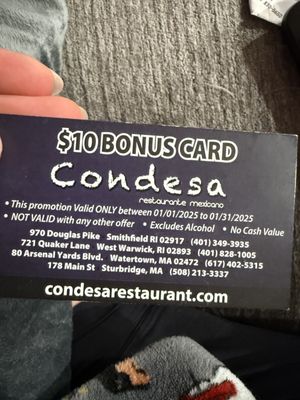 $10 BONUS CARD
Condesa
restaurante mexicano
• This promotion Valid ONLY between 01/01/2025 to 01/31/2025
• NOT VALID with any other offer • Excludes Alcohol • No Cash Value
970 Douglas Pike Smithfield RI 02917 (401) 349-3935
721 Quaker Lane West Warwick, RI 02893 (401) 828-1005
80 Arsenal Yards Blvd. Watertown, MA 02472 (617) 402-5315
178 Main St Sturbridge, MA (508) 213-3337
condesarestaurant.com